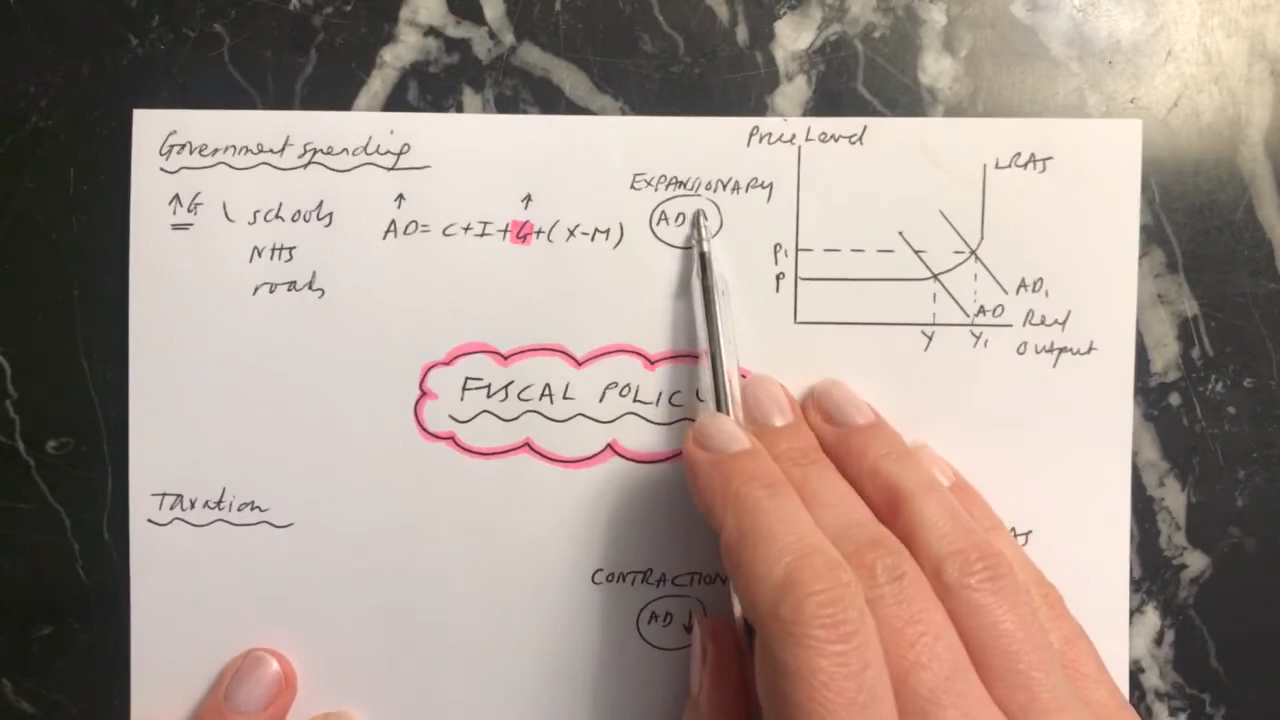 Government spending
↑G \ schools
NHS
roads
↑ ↑
AD = C+I+G+(X-M)
EXPANSIONARY
AD
Price Level
LRAS
P1
P
AD1
AD
Y
Y1
Real
Output
FISCAL POLIC
Taxation
CONTRACTION
AD ↓